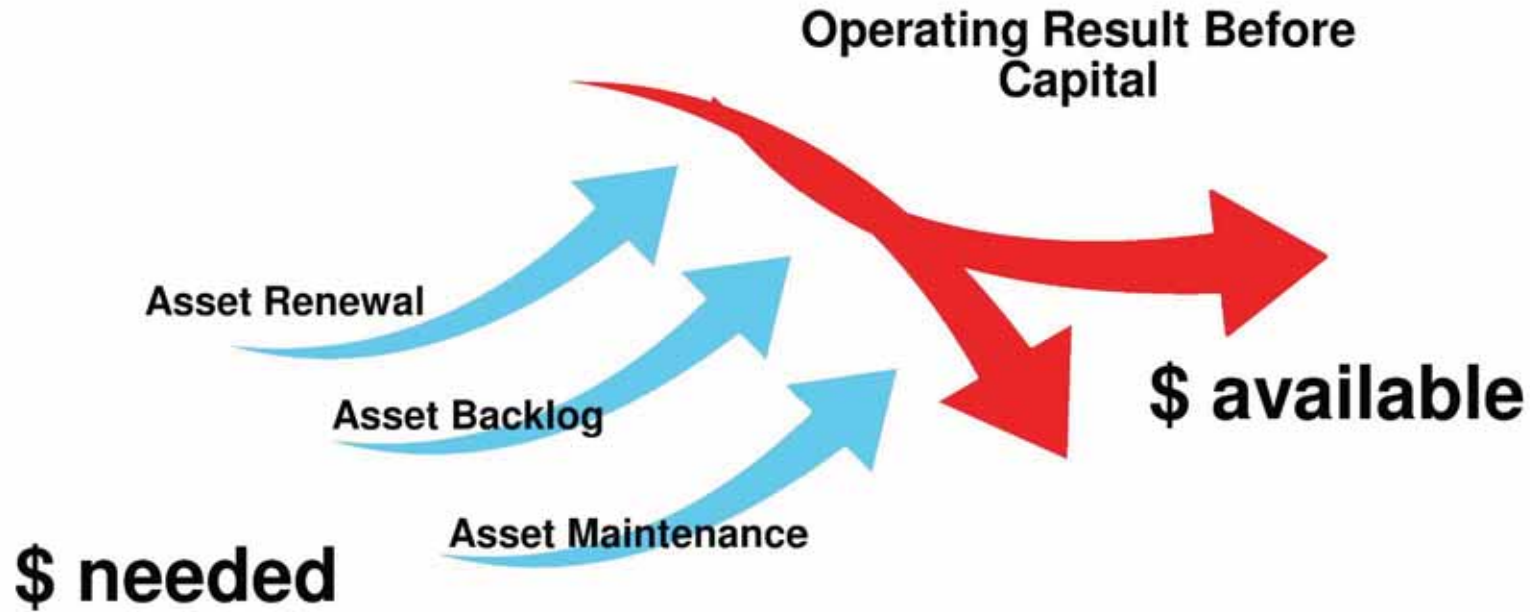 Operating Result Before
Capital
Asset Renewal
$ available
Asset Backlog
Asset Maintenance
$ needed